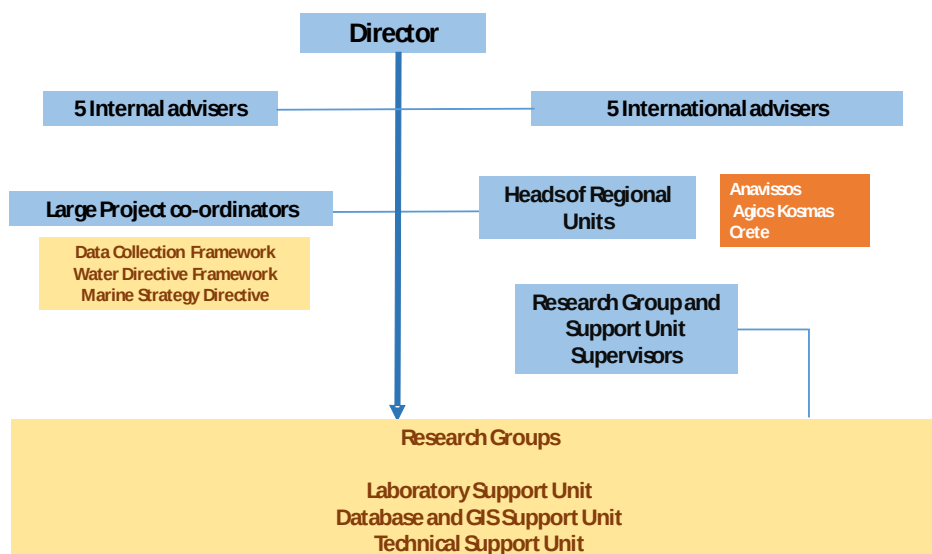 Director
5 Internal advisers
5 International advisers
Large Project co-ordinators
Heads of Regional
Units
Anavissos
Agios Kosmas
Crete
Data Collection Framework
Water Directive Framework
Marine Strategy Directive
Research Group and
Support Unit
Supervisors
Research Groups
Laboratory Support Unit
Database and GIS Support Unit
Technical Support Unit